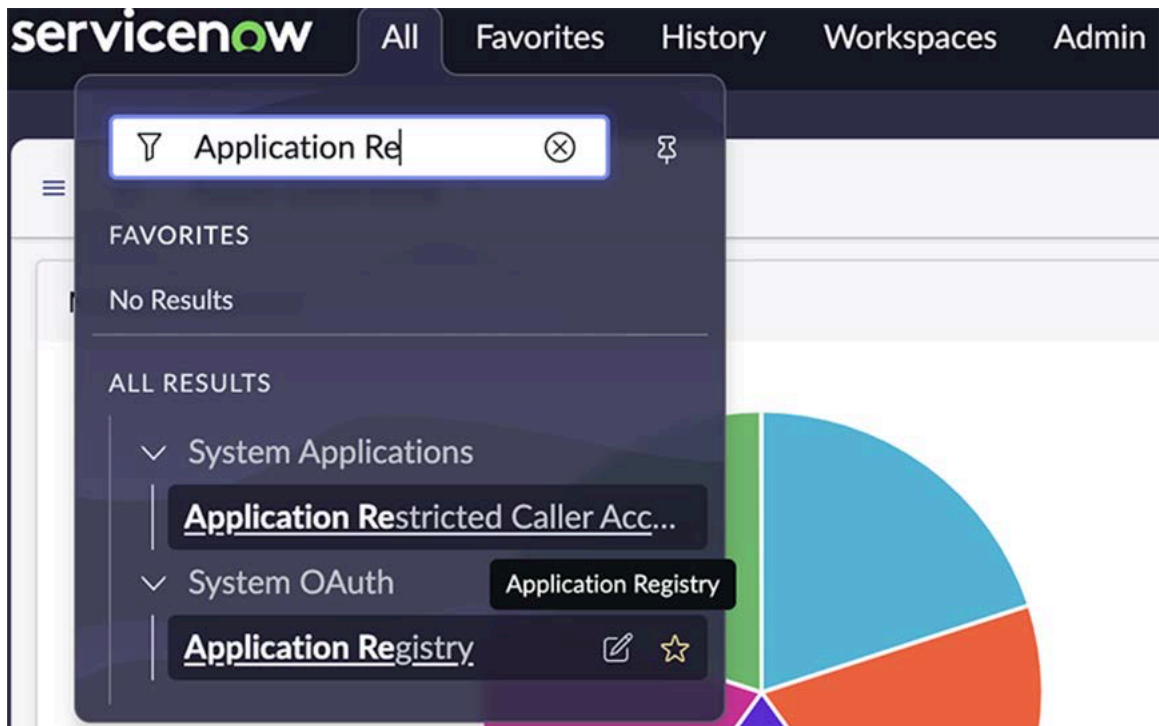 servicenow All Favorites History Workspaces Admin
Application Re
FAVORITES
No Results
ALL RESULTS
System Applications
Application Restricted Caller Acc...
System OAuth
Application Registry
Application Registry